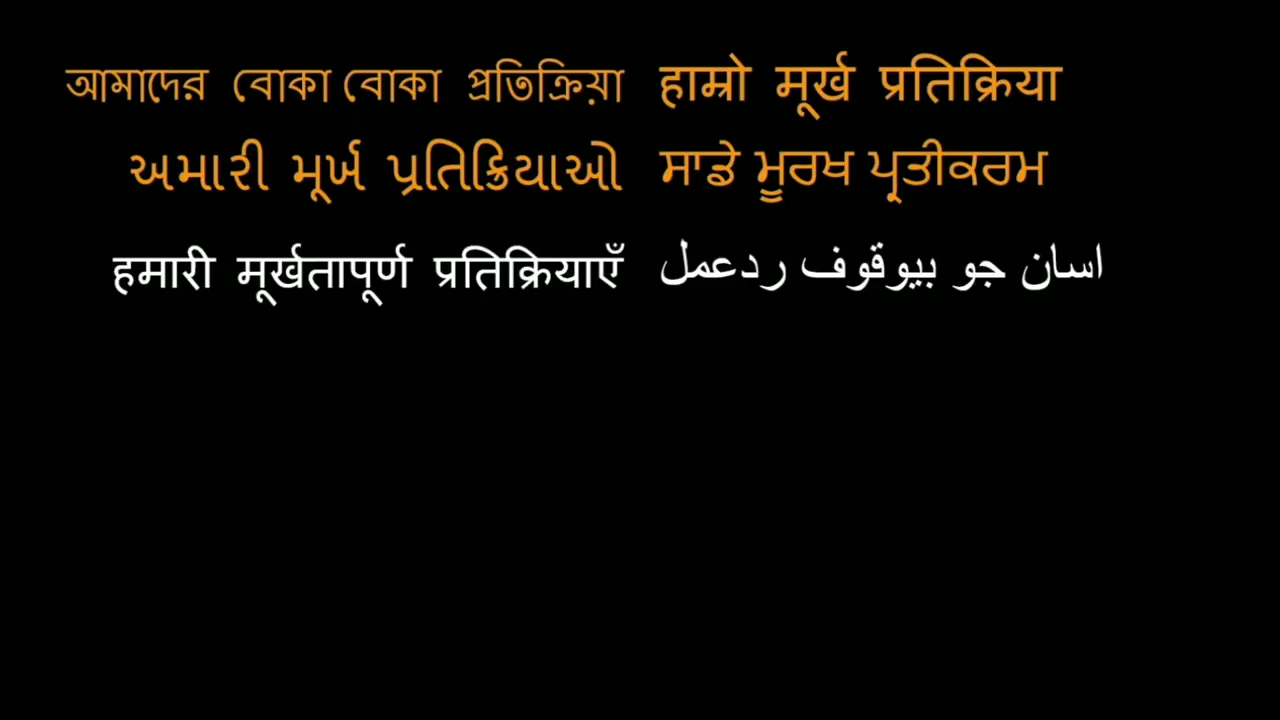 আমাদের বোকা বোকা প্রতিক্রিয়া हाम्रो मूर्ख प्रतिक्रिया
અમારી મૂર્ખ પ્રતિક્રિયાઓ ਸਾਡੇ ਮੂਰਖ ਪ੍ਰਤੀਕਰਮ
हमारी मूर्खतापूर्ण प्रतिक्रियाएँ اسان جو بيوقوف ردعمل